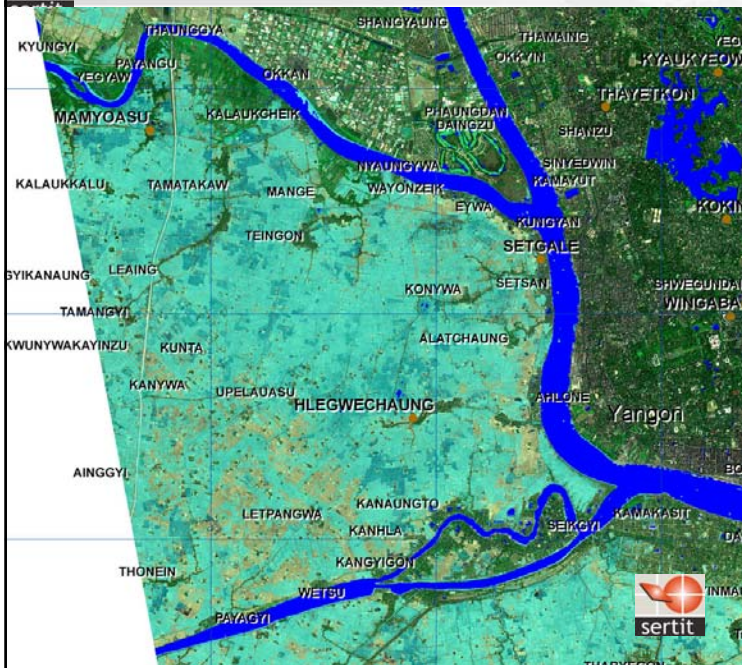 sertit
SHANGYAUNG
THAUNGGYA
THAMAING
KYUNGYI
OKKYIN
PAYANGU
KYAUKYEOW
YEGYAW
OKKAN
THAYETKON
MAMYOASU
KALAUKCHEIK
PHAUNGDAN
DAINGZU
SHANZU
NYAUNGYWA
SINYEDWIN
KALAUKKALU
TAMATAKAW
MANGE
WAYONZEIK
KAMAYUT
EYWA
KOKIN
KUNGYAN
TEINGON
SETGALE
GYIKANAUNG
LEAING
KONYWA
SETSAN
SHWEGUNDA
TAMANGYI
WINGABA
KWUNYWAKAYINZU
KUNTA
ALATCHAUNG
KANYWA
UPELAUASU
HLEGWECHAUNG
AHLONE
Yangon
AINGGYI
BO
KANAUNGTO
LETPANGWA
KANHLA
SEIKGYI
KAMAKASIT
DA
KANGYIGON
THONEIN
WETSU
YINMA
PAYAGYI
sertit